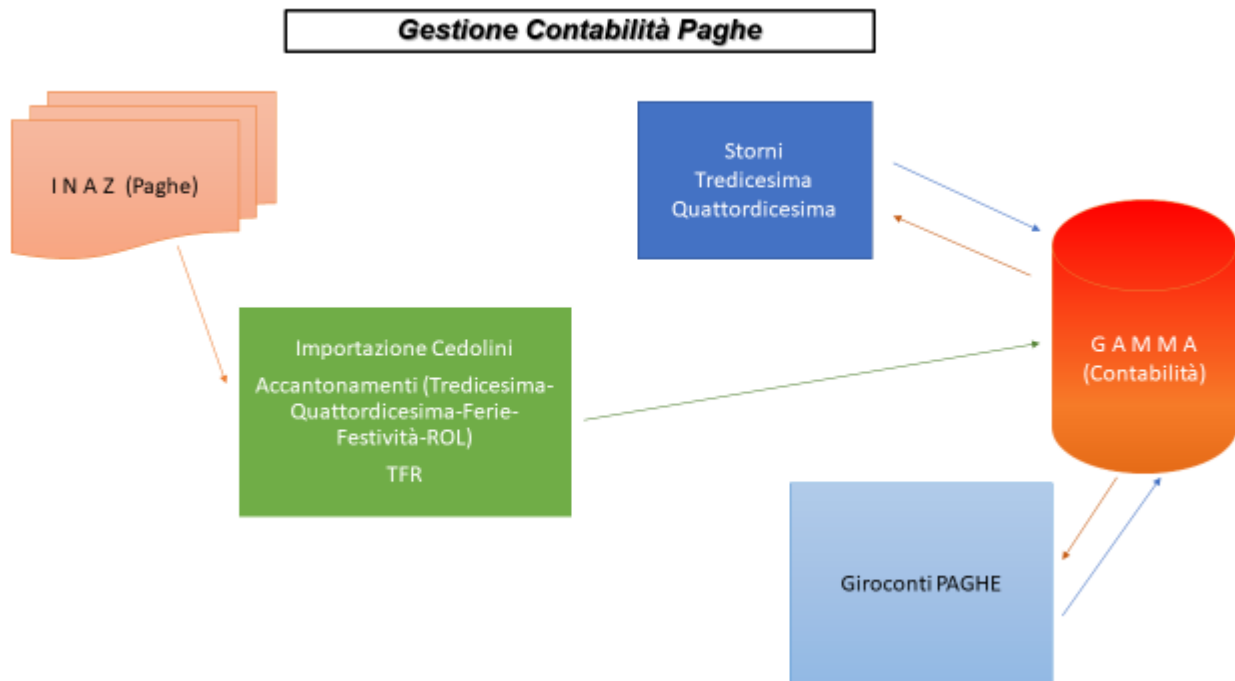 Gestione Contabilità Paghe
I N A Z (Paghe)
Storni
Tredicesima
Quattordicesima
Importazione Cedolini
Accantonamenti (Tredicesima-
Quattordicesima-Ferie-
Festività-ROL)
TFR
G A M M A
(Contabilità)
Giroconti PAGHE